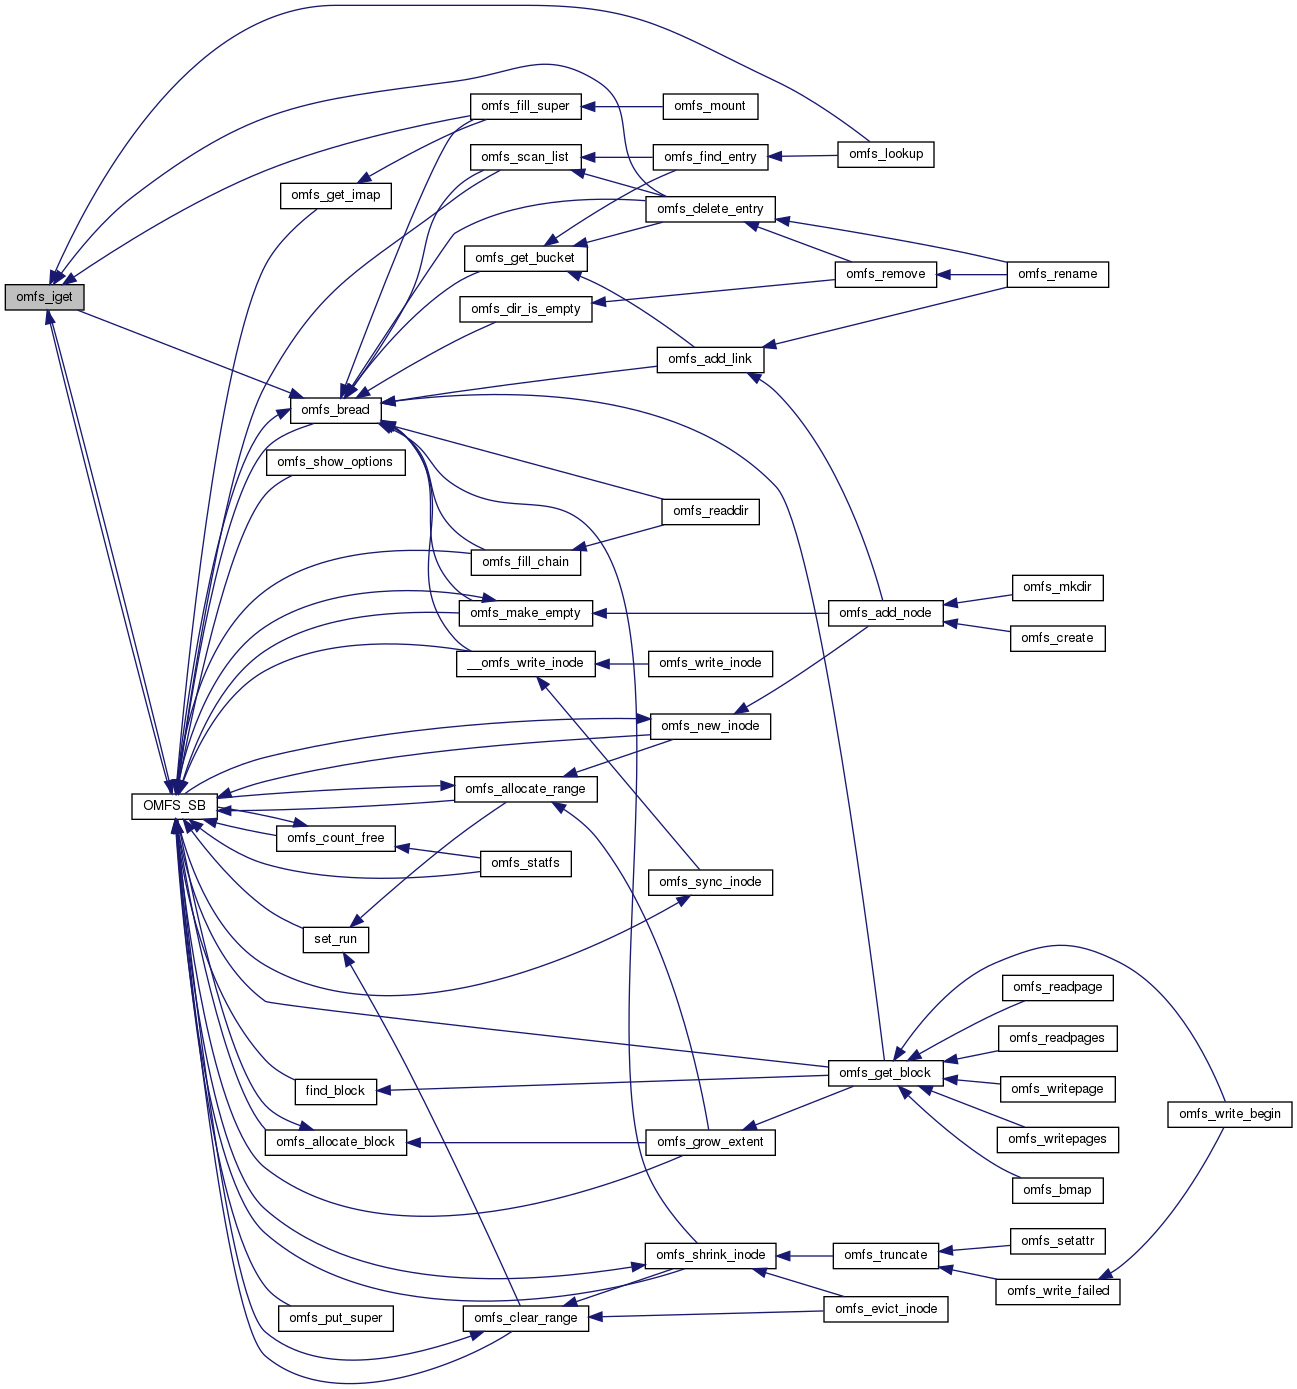 omfs_fill_super
omfs_mount
omfs_lookup
omfs_scan_list
omfs_find_entry
omfs_get_imap
omfs_delete_entry
omfs_get_bucket
omfs_remove
omfs_rename
omfs_iget
omfs_dir_is_empty
omfs_add_link
omfs_bread
omfs_show_options
omfs_readdir
omfs_fill_chain
omfs_mkdir
omfs_make_empty
omfs_add_node
omfs_create
__omfs_write_inode
omfs_write_inode
omfs_new_inode
omfs_allocate_range
OMFS_SB
omfs_count_free
omfs_statfs
omfs_sync_inode
set_run
omfs_readpage
omfs_readpages
omfs_get_block
omfs_writepage
find_block
omfs_write_begin
omfs_writepages
omfs_allocate_block
omfs_grow_extent
omfs_bmap
omfs_setattr
omfs_shrink_inode
omfs_truncate
omfs_write_failed
omfs_evict_inode
omfs_put_super
omfs_clear_range